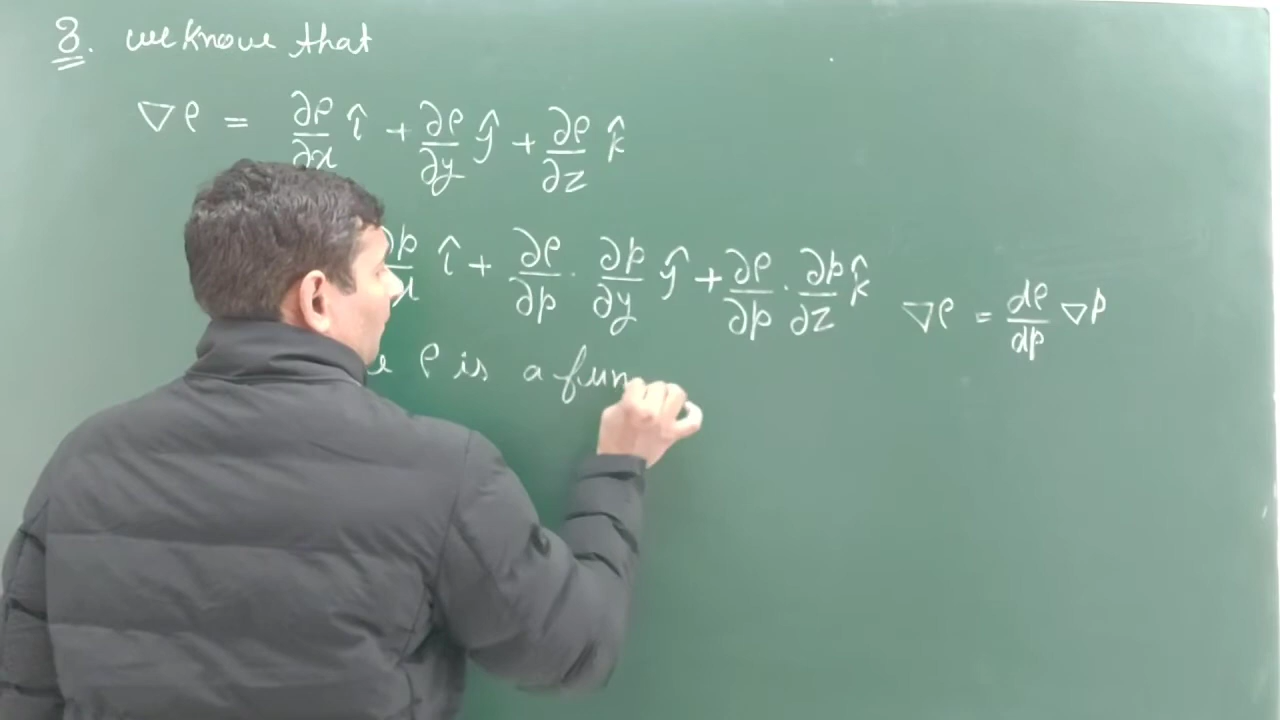 8. we know that
∇ρ = ∂ρ/∂x î + ∂ρ/∂y ĵ + ∂ρ/∂z k̂
∂p/∂x î + ∂ρ/∂p · ∂p/∂y ĵ + ∂ρ/∂p · ∂p/∂z k̂
∇ρ = dρ/dp ∇p
ρ is a fun